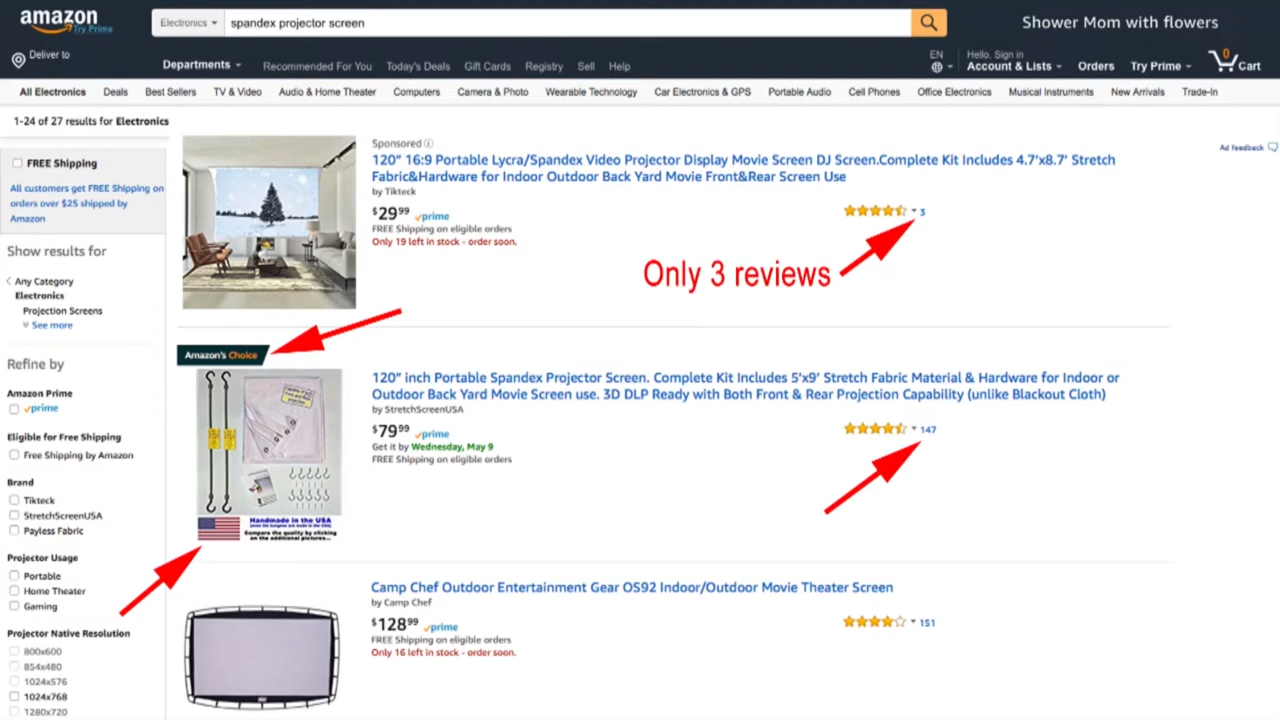 amazon
Try Prime
Electronics
spandex projector screen
Shower Mom with flowers
Deliver to
Departments
Recommended For You
Today's Deals
Gift Cards
Registry
Sell
Help
EN
Hello. Sign in
Account & Lists
Orders
Try Prime
0
Cart
All Electronics
Deals
Best Sellers
TV & Video
Audio & Home Theater
Computers
Camera & Photo
Wearable Technology
Car Electronics & GPS
Portable Audio
Cell Phones
Office Electronics
Musical Instruments
New Arrivals
Trade-In
1-24 of 27 results for Electronics
FREE Shipping
All customers get FREE Shipping on
orders over $25 shipped by
Amazon
Show results for
Any Category
Electronics
Projection Screens
See more
Refine by
Amazon Prime
prime
Eligible for Free Shipping
Free Shipping by Amazon
Brand
Tikteck
StretchScreenUSA
Payless Fabric
Projector Usage
Portable
Home Theater
Gaming
Projector Native Resolution
800x600
854x480
1024x576
1024x768
1280x720
Sponsored
Ad feedback
120” 16:9 Portable Lycra/Spandex Video Projector Display Movie Screen DJ Screen.Complete Kit Includes 4.7’x8.7’ Stretch
Fabric&Hardware for Indoor Outdoor Back Yard Movie Front&Rear Screen Use
by Tikteck
$29 99 prime
3
FREE Shipping on eligible orders
Only 19 left in stock - order soon.
Only 3 reviews
Amazon's Choice
120” inch Portable Spandex Projector Screen. Complete Kit Includes 5’x9’ Stretch Fabric Material & Hardware for Indoor or
Outdoor Back Yard Movie Screen use. 3D DLP Ready with Both Front & Rear Projection Capability (unlike Blackout Cloth)
by StretchScreenUSA
$79 99 prime
147
Get it by Wednesday, May 9
FREE Shipping on eligible orders
Handmade in the USA
Compare the quality by clicking
on the additional pictures...
Camp Chef Outdoor Entertainment Gear OS92 Indoor/Outdoor Movie Theater Screen
by Camp Chef
$128 99 prime
151
FREE Shipping on eligible orders
Only 16 left in stock - order soon.